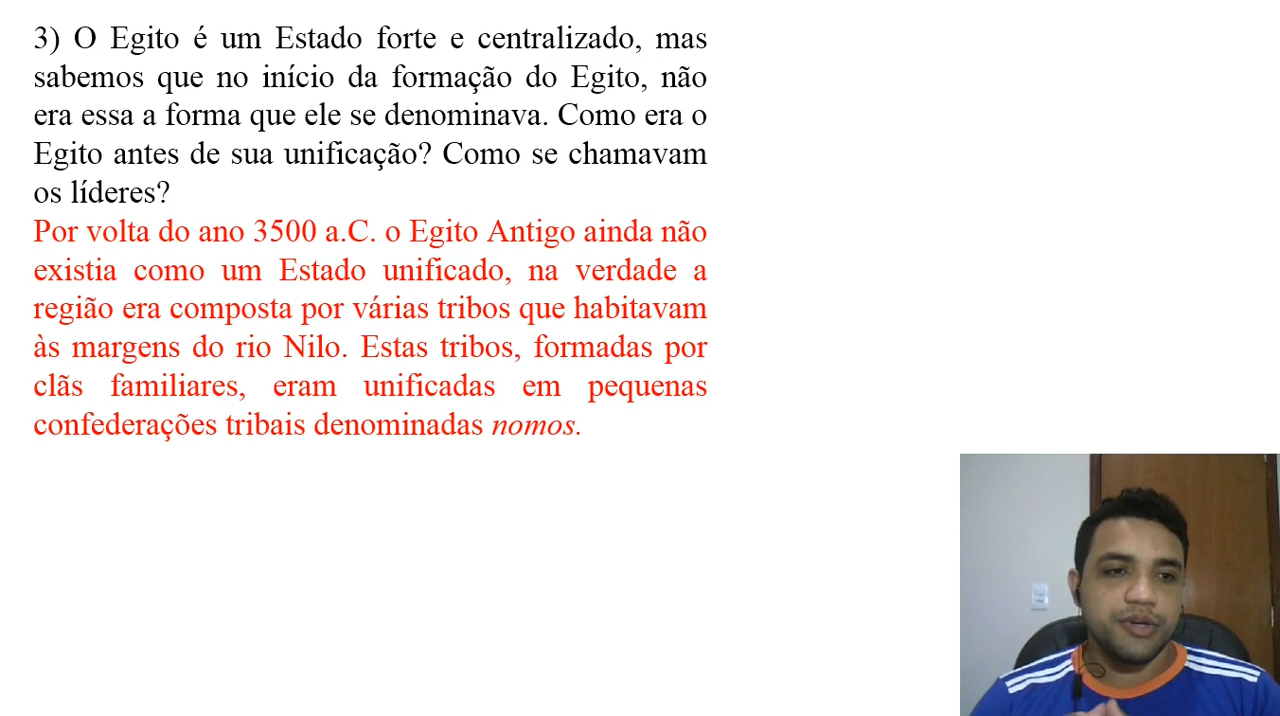 3) O Egito é um Estado forte e centralizado, mas
sabemos que no início da formação do Egito, não
era essa a forma que ele se denominava. Como era o
Egito antes de sua unificação? Como se chamavam
os líderes?
Por volta do ano 3500 a.C. o Egito Antigo ainda não
existia como um Estado unificado, na verdade a
região era composta por várias tribos que habitavam
às margens do rio Nilo. Estas tribos, formadas por
clãs familiares, eram unificadas em pequenas
confederações tribais denominadas nomos.